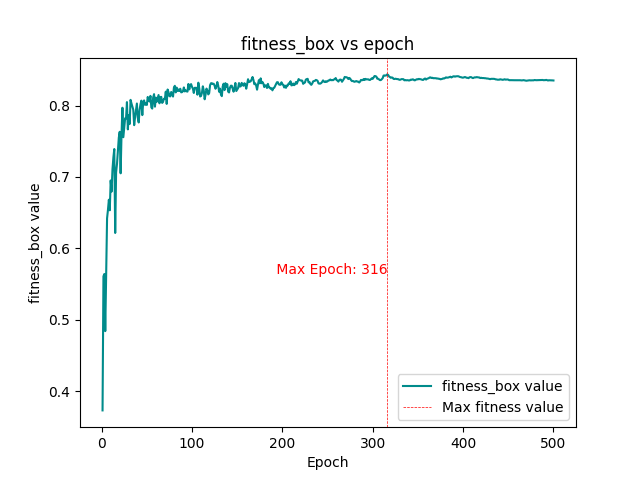 fitness_box vs epoch
fitness_box value
0.8
0.7
0.6
0.5
0.4
Max Epoch: 316
fitness_box value
Max fitness value
0
100
200
300
400
500
Epoch